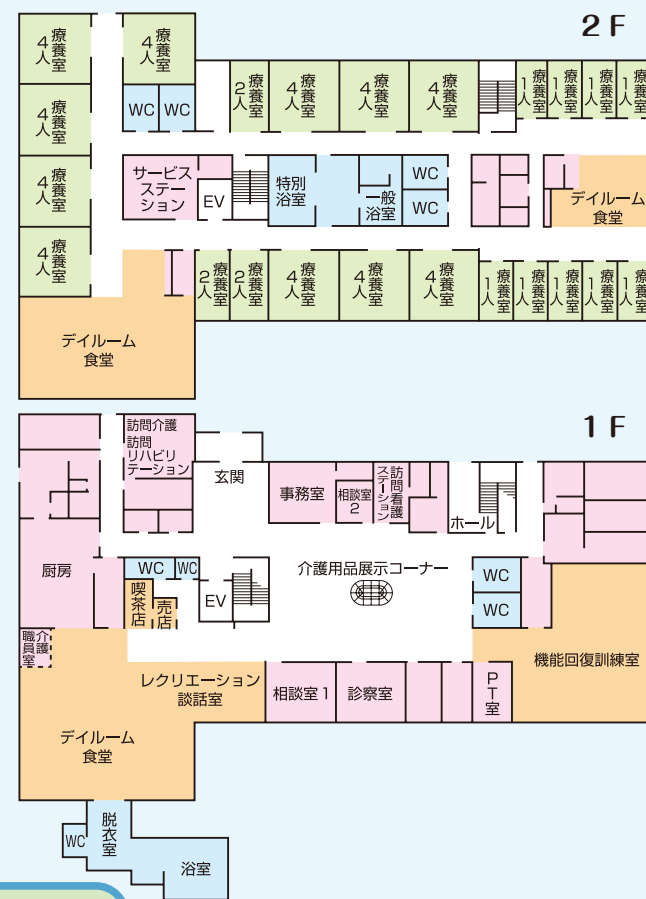 2F
療養室
4人
療養室
4人
療養室
2人
療養室
4人
療養室
4人
療養室
4人
療養室
1人
療養室
1人
療養室
1人
療養室
1人
療養室
4人
WC
WC
療養室
4人
サービス
ステー
ション
EV
特別
浴室
一般
浴室
WC
WC
デイルーム
食堂
療養室
4人
療養室
2人
療養室
2人
療養室
4人
療養室
4人
療養室
4人
療養室
1人
療養室
1人
療養室
1人
療養室
1人
療養室
1人
デイルーム
食堂
1F
訪問介護
訪問
リハビリ
テーション
玄関
事務室
相談室
2
訪問看護
ステーション
ホール
厨房
WC
WC
喫茶店
売店
EV
介護用品展示コーナー
WC
WC
介護
職員室
レクリエーション
談話室
相談室1
診察室
PT室
機能回復訓練室
デイルーム
食堂
脱衣室
WC
浴室